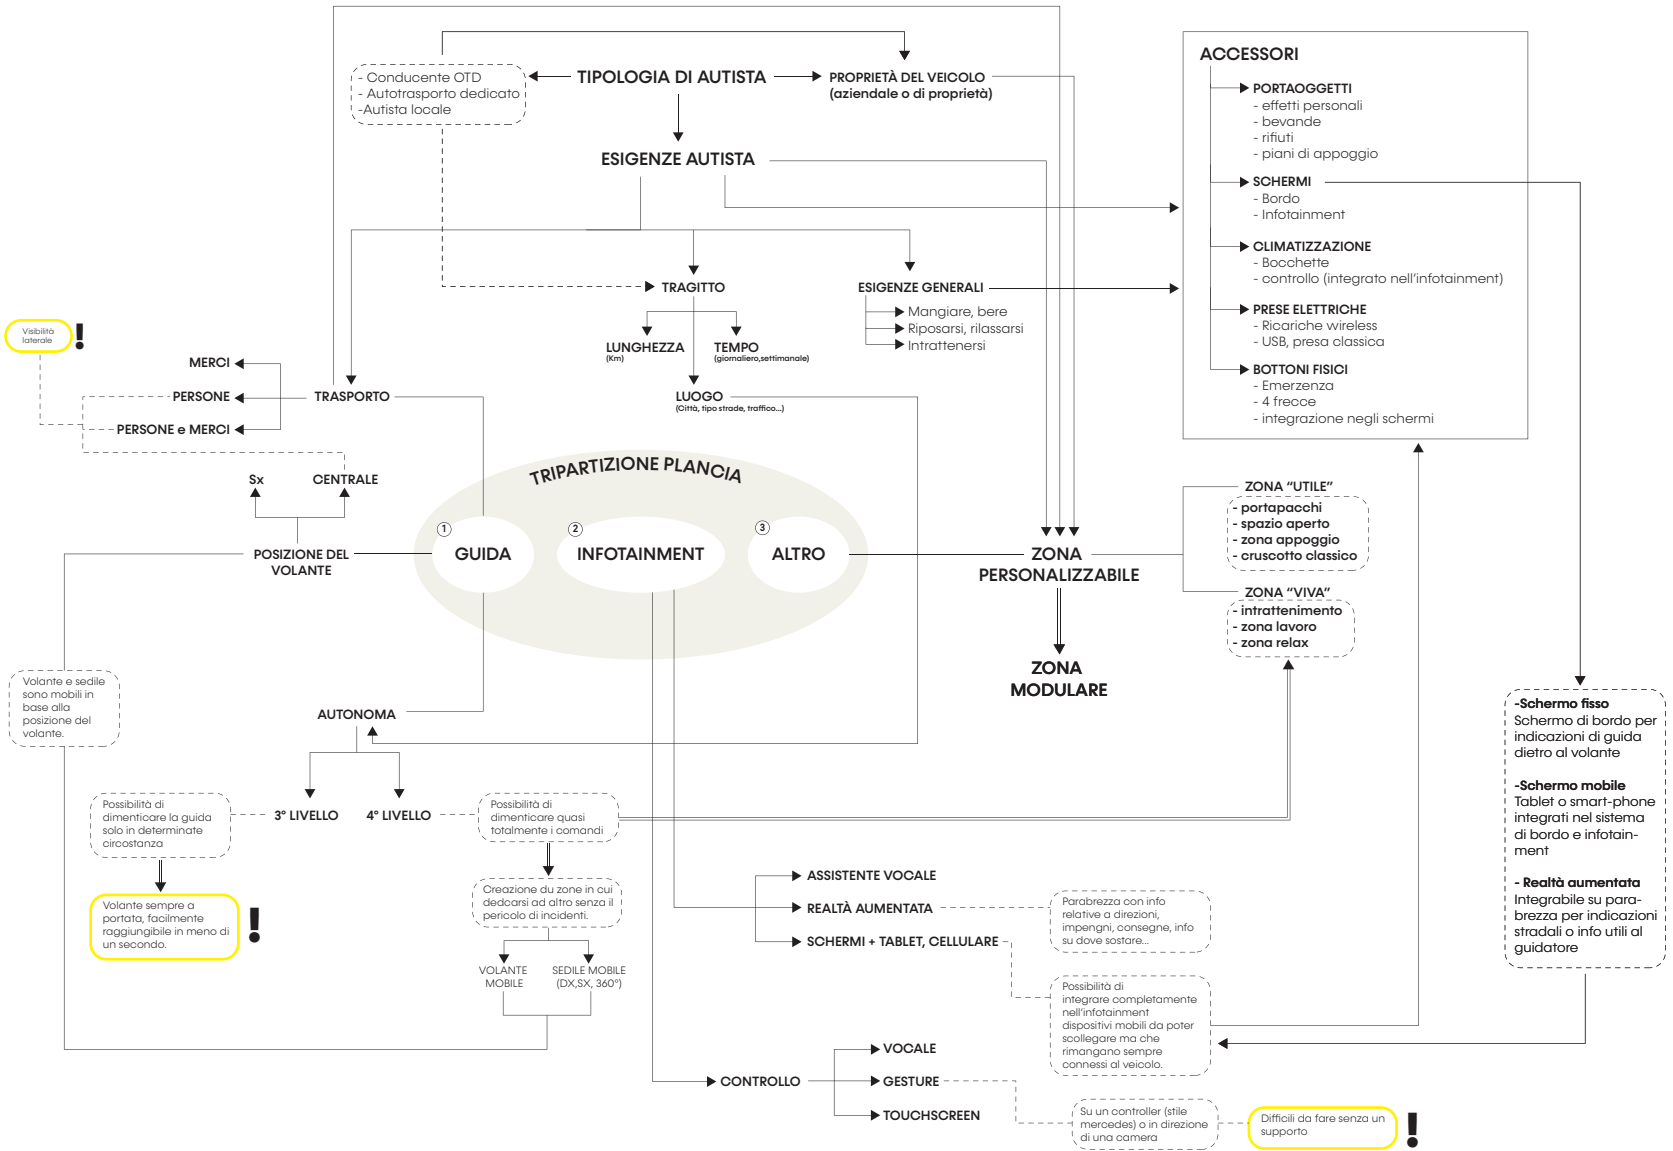 TIPOLOGIA DI AUTISTA
- Conducente OTD
- Autotrasporto dedicato
-Autista locale
PROPRIETÀ DEL VEICOLO
(aziendale o di proprietà)
ESIGENZE AUTISTA
TRAGITTO
LUNGHEZZA
(Km)
TEMPO
(giornaliero,settimanale)
LUOGO
(Città, tipo strade, traffico...)
ESIGENZE GENERALI
Mangiare, bere
Riposarsi, rilassarsi
Intrattenersi
ACCESSORI
PORTAOGGETTI
- effetti personali
- bevande
- rifiuti
- piani di appoggio
SCHERMI
- Bordo
- Infotainment
CLIMATIZZAZIONE
- Bocchette
- controllo (integrato nell'infotainment)
PRESE ELETTRICHE
- Ricariche wireless
- USB, presa classica
BOTTONI FISICI
- Emerzenza
- 4 frecce
- integrazione negli schermi
Visibilità
laterale
!
MERCI
PERSONE
PERSONE e MERCI
TRASPORTO
Sx
CENTRALE
POSIZIONE DEL
VOLANTE
TRIPARTIZIONE PLANCIA
1
GUIDA
2
INFOTAINMENT
3
ALTRO
ZONA
PERSONALIZZABILE
ZONA
MODULARE
ZONA "UTILE"
- portapacchi
- spazio aperto
- zona appoggio
- cruscotto classico
ZONA "VIVA"
- intrattenimento
- zona lavoro
- zona relax
Volante e sedile
sono mobili in
base alla
posizione del
volante.
AUTONOMA
3° LIVELLO
4° LIVELLO
Possibilità di
dimenticare la guida
solo in determinate
circostanza
Volante sempre a
portata, facilmente
raggiungibile in meno di
un secondo.
!
Possibilità di
dimenticare quasi
totalmente i comandi
Creazione du zone in cui
dedcarsi ad altro senza il
pericolo di incidenti.
VOLANTE
MOBILE
SEDILE MOBILE
(DX,SX, 360°)
ASSISTENTE VOCALE
REALTÀ AUMENTATA
SCHERMI + TABLET, CELLULARE
Parabrezza con info
relative a direzioni,
impengni, consegne, info
su dove sostare...
Possibilità di
integrare completamente
nell'infotainment
dispositivi mobili da poter
scollegare ma che
rimangano sempre
connessi al veicolo.
CONTROLLO
VOCALE
GESTURE
TOUCHSCREEN
Su un controller (stile
mercedes) o in direzione
di una camera
Difficili da fare senza un
supporto
!
-Schermo fisso
Schermo di bordo per
indicazioni di guida
dietro al volante
-Schermo mobile
Tablet o smart-phone
integrati nel sistema
di bordo e infotain-
ment
- Realtà aumentata
Integrabile su para-
brezza per indicazioni
stradali o info utili al
guidatore